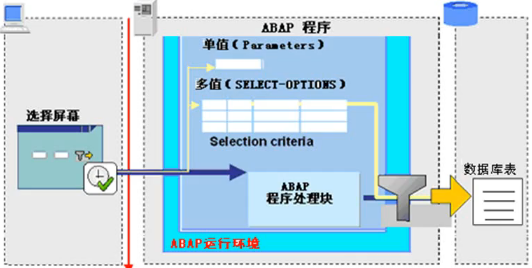 ABAP 程序
单值(Parameters)
多值(SELECT-OPTIONS)
选择屏幕
Selection criteria
数据库表
ABAP
程序处理块
ABAP运行环境